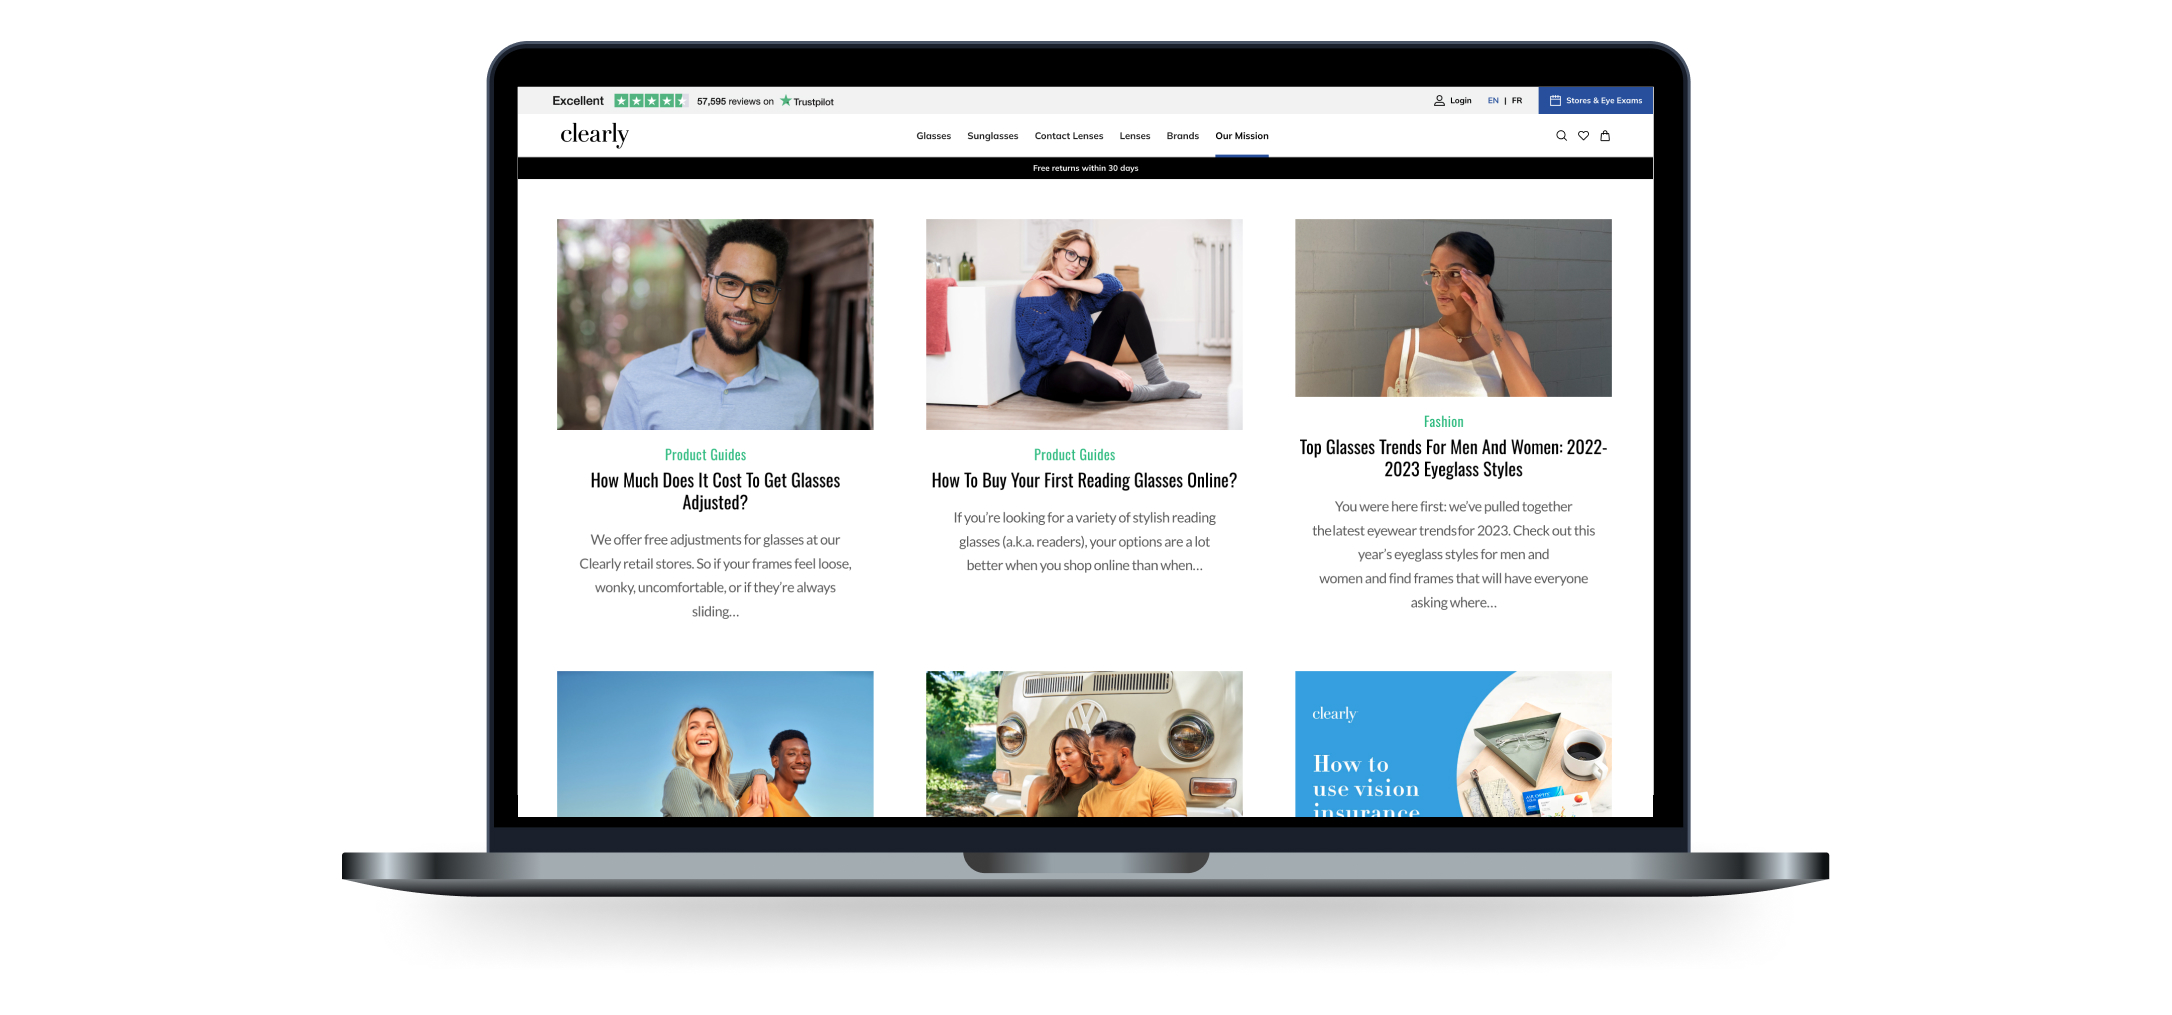 Excellent 57,595 reviews on Trustpilot
Login EN | FR Stores & Eye Exams
clearly
Glasses Sunglasses Contact Lenses Lenses Brands Our Mission
Free returns within 30 days
Product Guides
How Much Does It Cost To Get Glasses
Adjusted?
We offer free adjustments for glasses at our
Clearly retail stores. So if your frames feel loose,
wonky, uncomfortable, or if they're always
sliding...
Product Guides
How To Buy Your First Reading Glasses Online?
If you're looking for a variety of stylish reading
glasses (a.k.a. readers), your options are a lot
better when you shop online than when...
Fashion
Top Glasses Trends For Men And Women: 2022-
2023 Eyeglass Styles
You were here first: we've pulled together
the latest eyewear trends for 2023. Check out this
year's eyeglass styles for men and
women and find frames that will have everyone
asking where...
clearly
How to
use vision
insurance